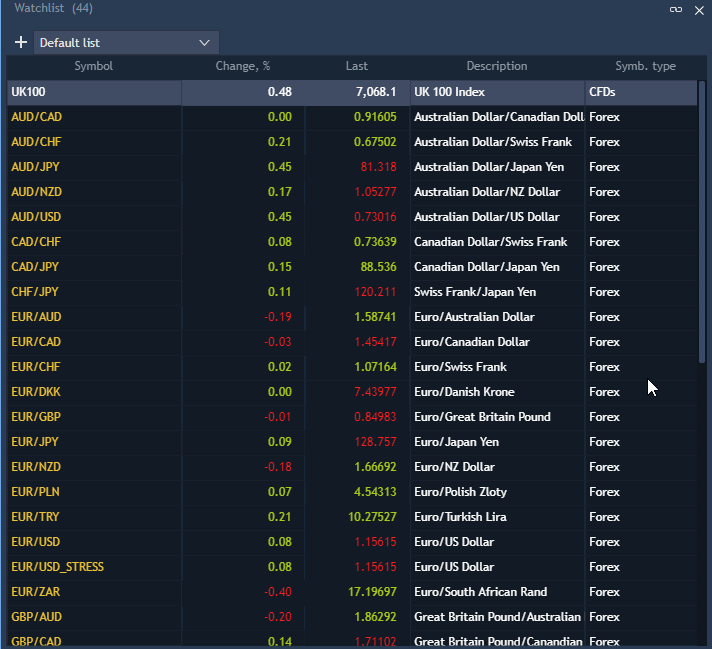 Watchlist (44)
Default list
Symbol Change, % Last Description Symb. type
UK100 0.48 7,068.1 UK 100 Index CFDs
AUD/CAD 0.00 0.91605 Australian Dollar/Canadian Doll Forex
AUD/CHF 0.21 0.67502 Australian Dollar/Swiss Frank Forex
AUD/JPY 0.45 81.318 Australian Dollar/Japan Yen Forex
AUD/NZD 0.17 1.05277 Australian Dollar/NZ Dollar Forex
AUD/USD 0.45 0.73016 Australian Dollar/US Dollar Forex
CAD/CHF 0.08 0.73639 Canadian Dollar/Swiss Frank Forex
CAD/JPY 0.15 88.536 Canadian Dollar/Japan Yen Forex
CHF/JPY 0.11 120.211 Swiss Frank/Japan Yen Forex
EUR/AUD -0.19 1.58741 Euro/Australian Dollar Forex
EUR/CAD -0.03 1.45417 Euro/Canadian Dollar Forex
EUR/CHF 0.02 1.07164 Euro/Swiss Frank Forex
EUR/DKK 0.00 7.43977 Euro/Danish Krone Forex
EUR/GBP -0.01 0.84983 Euro/Great Britain Pound Forex
EUR/JPY 0.09 128.757 Euro/Japan Yen Forex
EUR/NZD -0.18 1.66692 Euro/NZ Dollar Forex
EUR/PLN 0.07 4.54313 Euro/Polish Zloty Forex
EUR/TRY 0.21 10.27527 Euro/Turkish Lira Forex
EUR/USD 0.08 1.15615 Euro/US Dollar Forex
EUR/USD_STRESS 0.08 1.15615 Euro/US Dollar Forex
EUR/ZAR -0.40 17.19697 Euro/South African Rand Forex
GBP/AUD -0.20 1.86292 Great Britain Pound/Australian Forex
GBP/CAD 0.14 1.71102 Great Britain Pound/Canandian Forex